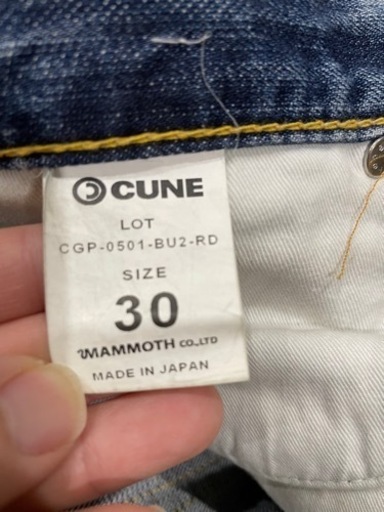 CUNE
LOT
CGP-0501-BU2-RD
SIZE
30
MAMMOTH CO.,LTD
MADE IN JAPAN